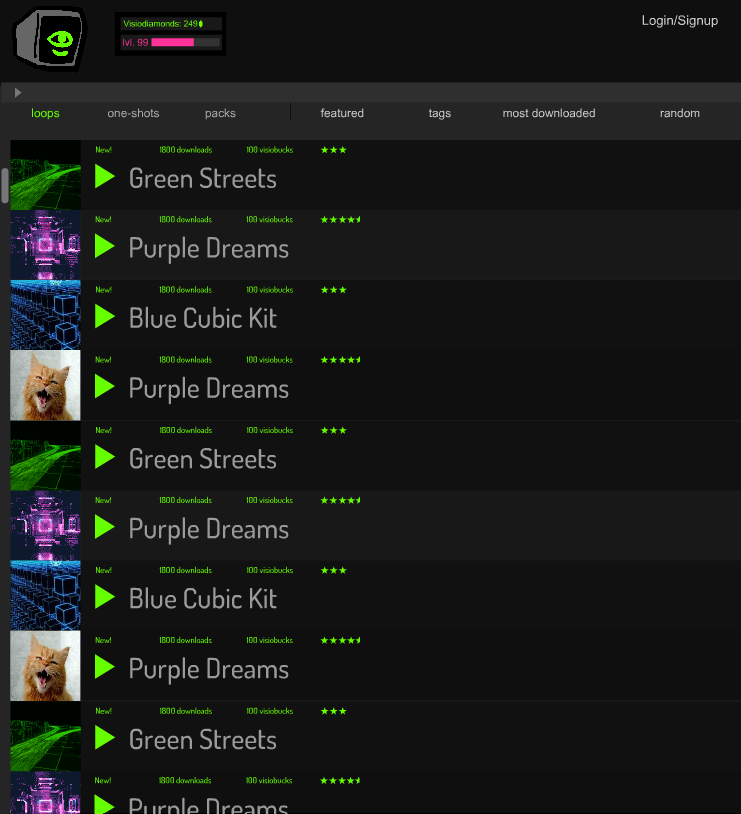 Visiodiamonds: 249
Login/Signup
lvl. 99
loops one-shots packs featured tags most downloaded random
New! 1800 downloads 100 visiobucks
Green Streets
New! 1800 downloads 100 visiobucks
Purple Dreams
New! 1800 downloads 100 visiobucks
Blue Cubic Kit
New! 1800 downloads 100 visiobucks
Purple Dreams
New! 1800 downloads 100 visiobucks
Green Streets
New! 1800 downloads 100 visiobucks
Purple Dreams
New! 1800 downloads 100 visiobucks
Blue Cubic Kit
New! 1800 downloads 100 visiobucks
Purple Dreams
New! 1800 downloads 100 visiobucks
Green Streets
New! 1800 downloads 100 visiobucks
Purple Dreams